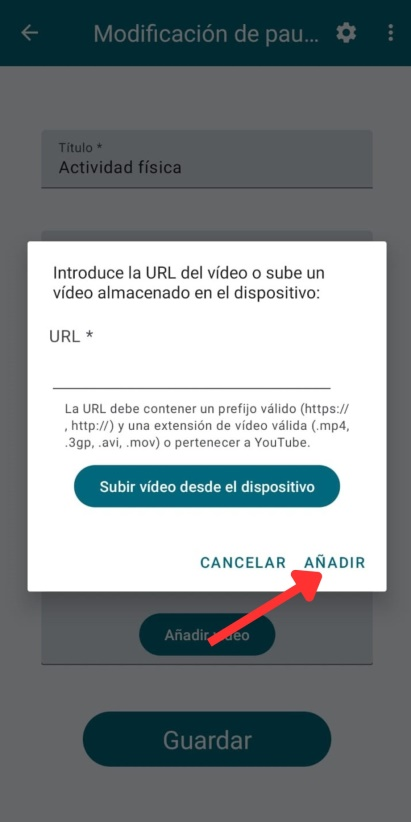 Modificación de pau...
Título *
Actividad física
Introduce la URL del vídeo o sube un
vídeo almacenado en el dispositivo:
URL *
La URL debe contener un prefijo válido (https://
, http://) y una extensión de vídeo válida (.mp4,
.3gp, .avi, .mov) o pertenecer a YouTube.
Subir vídeo desde el dispositivo
CANCELAR AÑADIR
Añadir vídeo
Guardar